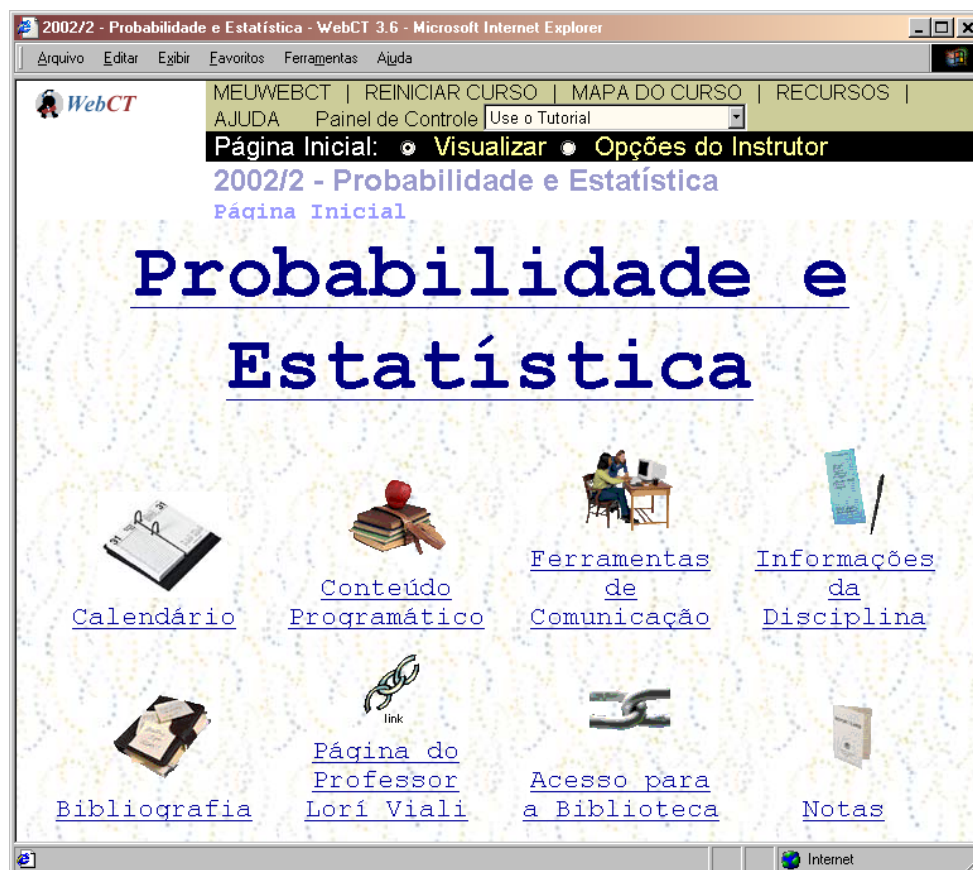 2002/2 - Probabilidade e Estatística - WebCT 3.6 - Microsoft Internet Explorer
Arquivo Editar Exibir Favoritos Ferramentas Ajuda
WebCT
MEUWEBCT | REINICIAR CURSO | MAPA DO CURSO | RECURSOS |
AJUDA Painel de Controle Use o Tutorial
Página Inicial: Visualizar Opções do Instrutor
2002/2 - Probabilidade e Estatística
Página Inicial
Probabilidade e
Estatística
31 31
Calendário
Conteúdo
Programático
Ferramentas
de
Comunicação
Informações
da
Disciplina
Bibliografia
link
Página do
Professor
Lorí Viali
Acesso para
a Biblioteca
Notas
Internet